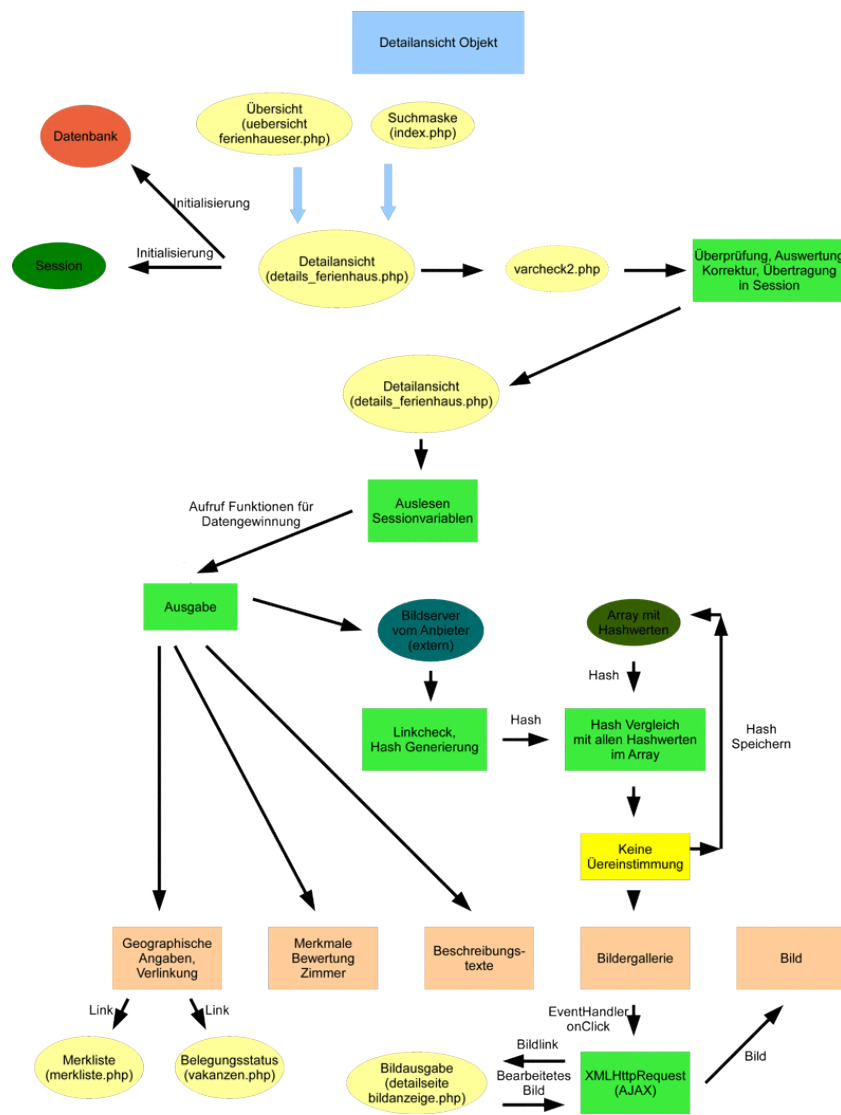 Detailansicht Objekt
Übersicht
(uebersicht
ferienhaueser.php)
Suchmaske
(index.php)
Datenbank
Initialisierung
Initialisierung
Session
Detailansicht
(details_ferienhaus.php)
varcheck2.php
Überprüfung, Auswertung
Korrektur, Übertragung
in Session
Detailansicht
(details_ferienhaus.php)
Auslesen
Sessionvariablen
Aufruf Funktionen für
Datengewinnung
Ausgabe
Bildserver
vom Anbieter
(extern)
Array mit
Hashwerten
Hash
Linkcheck,
Hash Generierung
Hash
Hash Vergleich
mit allen Hashwerten
im Array
Hash
Speichern
Keine
Üereinstimmung
Geographische
Angaben,
Verlinkung
Merkmale
Bewertung
Zimmer
Beschreibungs-
texte
Bildergallerie
Bild
Link
Link
EventHandler
onClick
Merkliste
(merkliste.php)
Belegungsstatus
(vakanzen.php)
Bildausgabe
(detailseite
bildanzeige.php)
Bildlink
Bearbeitetes
Bild
XMLHttpRequest
(AJAX)
Bild